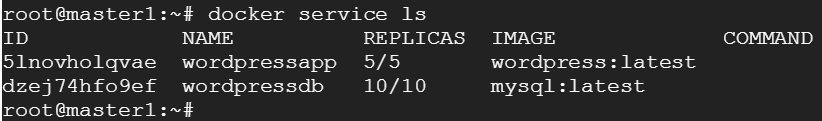 root@master1:~# docker service ls
ID            NAME          REPLICAS  IMAGE             COMMAND
5lnovholqvae  wordpressapp  5/5       wordpress:latest
dzej74hfo9ef  wordpressdb   10/10     mysql:latest
root@master1:~#